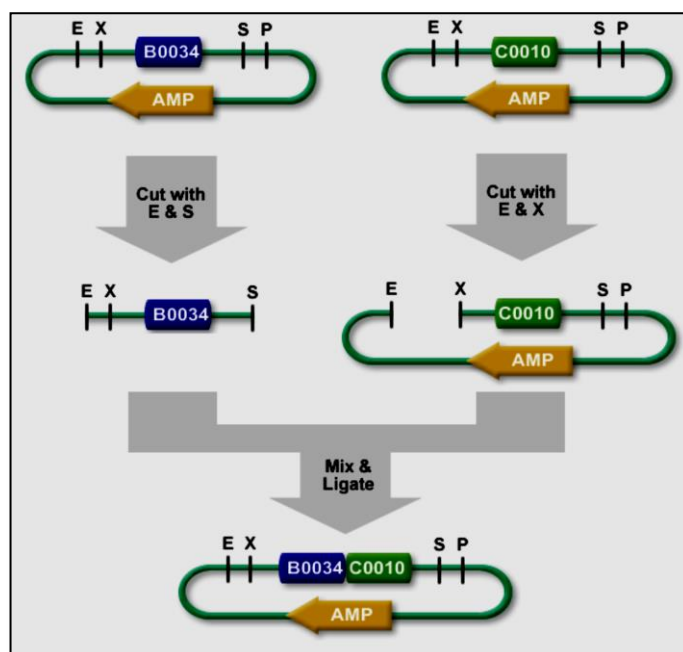 E X B0034 S P
AMP
E X C0010 S P
AMP
Cut with
E & S
Cut with
E & X
E X B0034 S
E X C0010 S P
AMP
Mix &
Ligate
E X B0034 C0010 S P
AMP